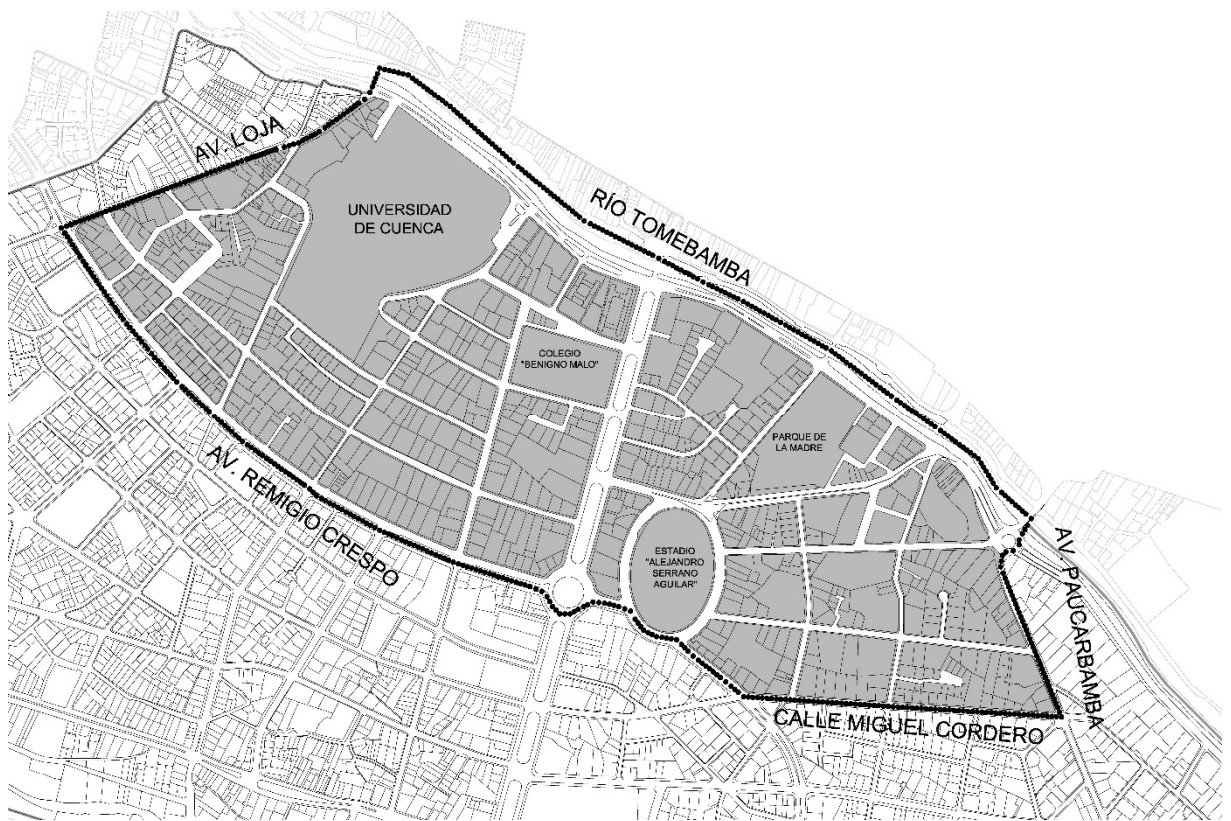 AV. LOJA
UNIVERSIDAD
DE CUENCA
RÍO TOMEBAMBA
COLEGIO
"BENIGNO MALO"
PARQUE DE
LA MADRE
AV. REMIGIO CRESPO
ESTADIO
"ALEJANDRO
SERRANO
AGUILAR"
AV. PAUCARBAMBA
CALLE MIGUEL CORDERO